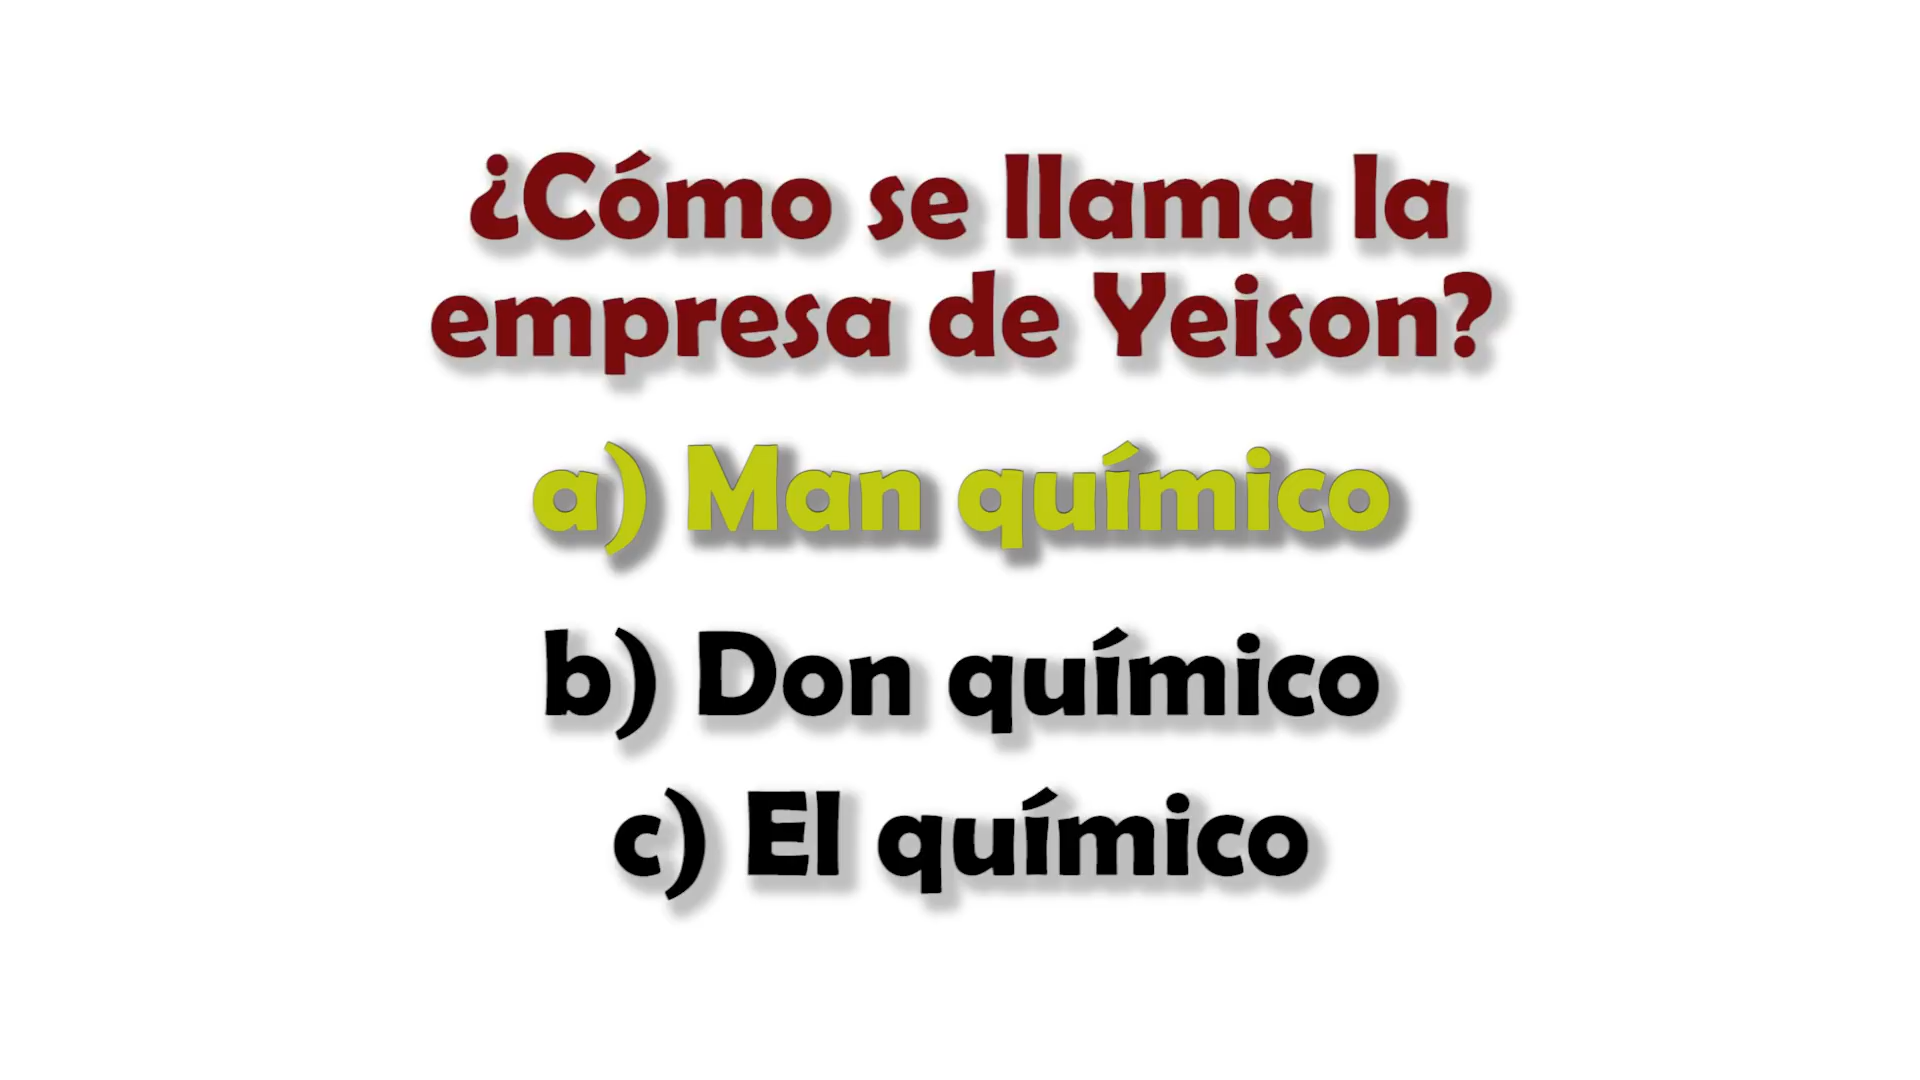 ¿Cómo se llama la
empresa de Yeison?
a) Man químico
b) Don químico
c) El químico